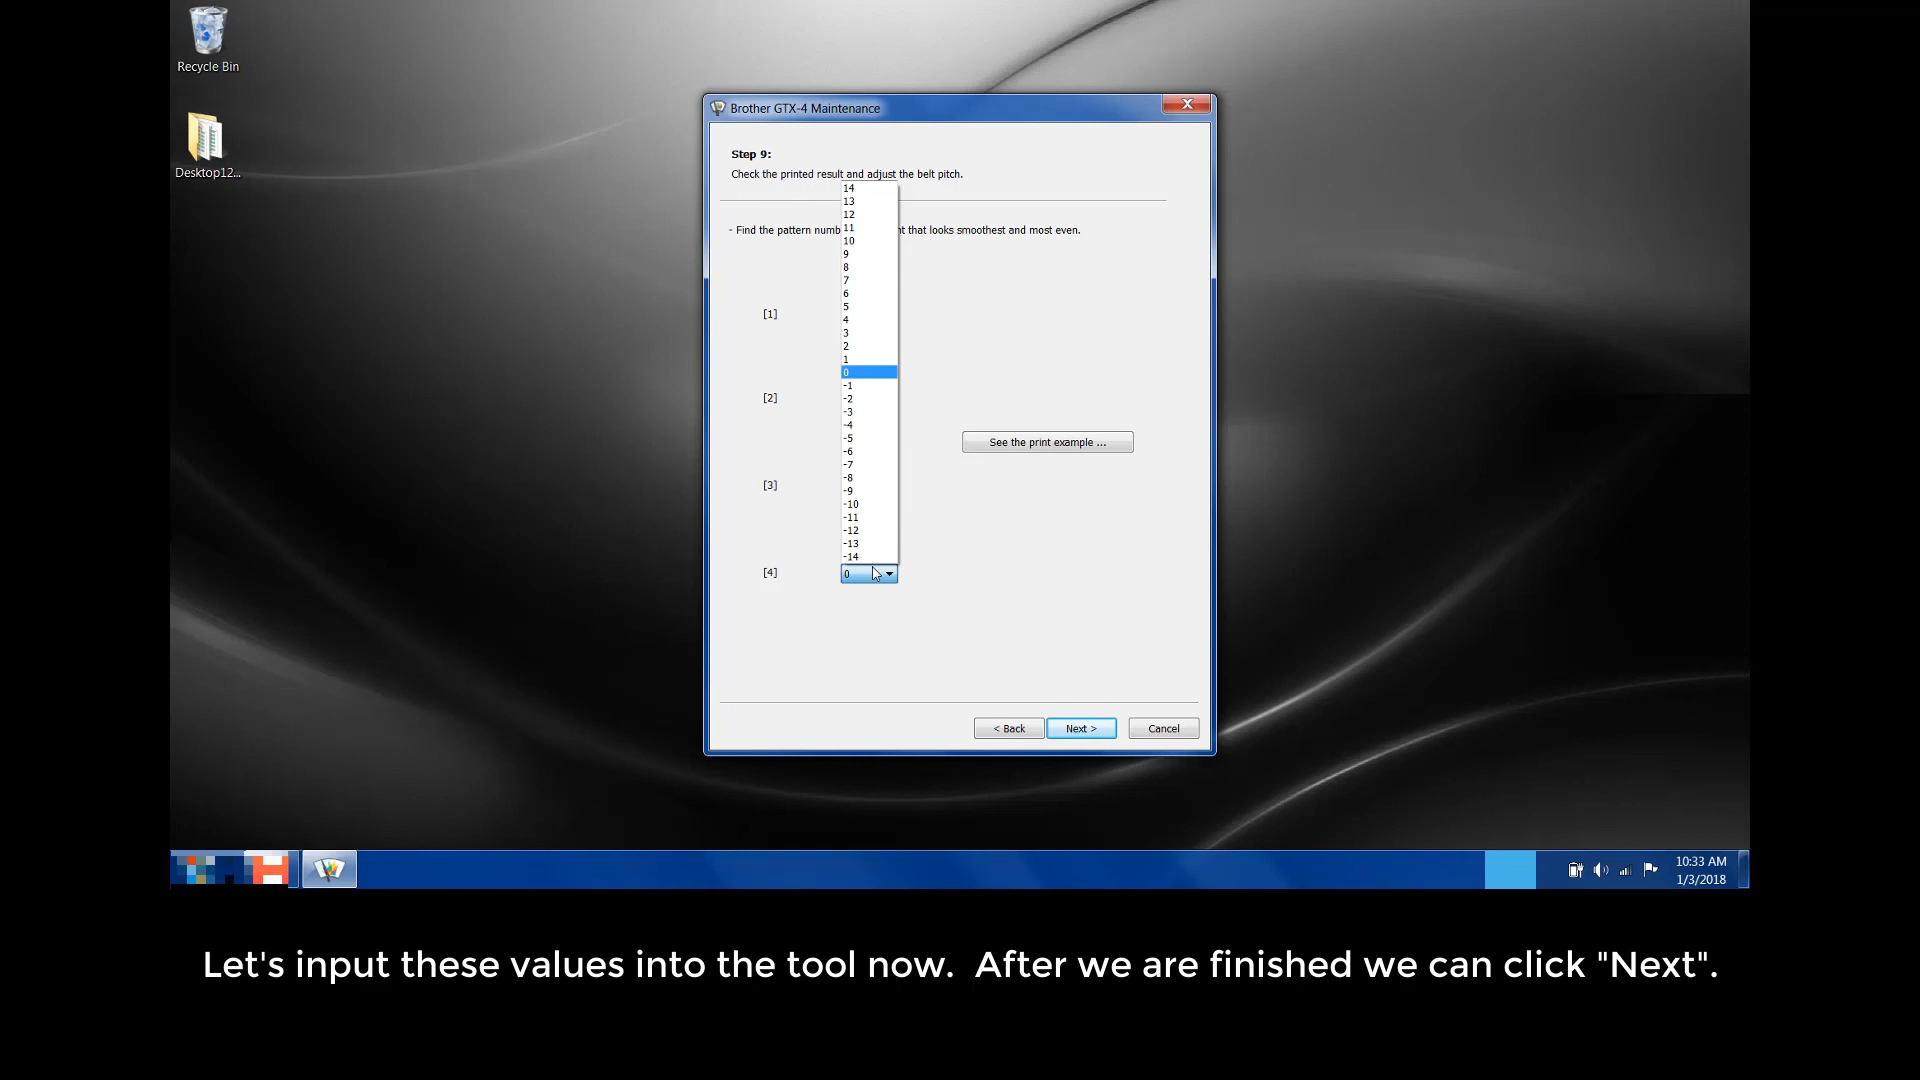 Recycle Bin
Desktop12...
Brother GTX-4 Maintenance
Step 9:
Check the printed result and adjust the belt pitch.
- Find the pattern numb nt that looks smoothest and most even.
14
13
12
11
10
9
8
7
6
5
4
3
2
1
0
-1
-2
-3
-4
-5
-6
-7
-8
-9
-10
-11
-12
-13
-14
[1]
[2]
[3]
[4]
0
See the print example ...
< Back
Next >
Cancel
10:33 AM
1/3/2018
Let's input these values into the tool now. After we are finished we can click "Next".